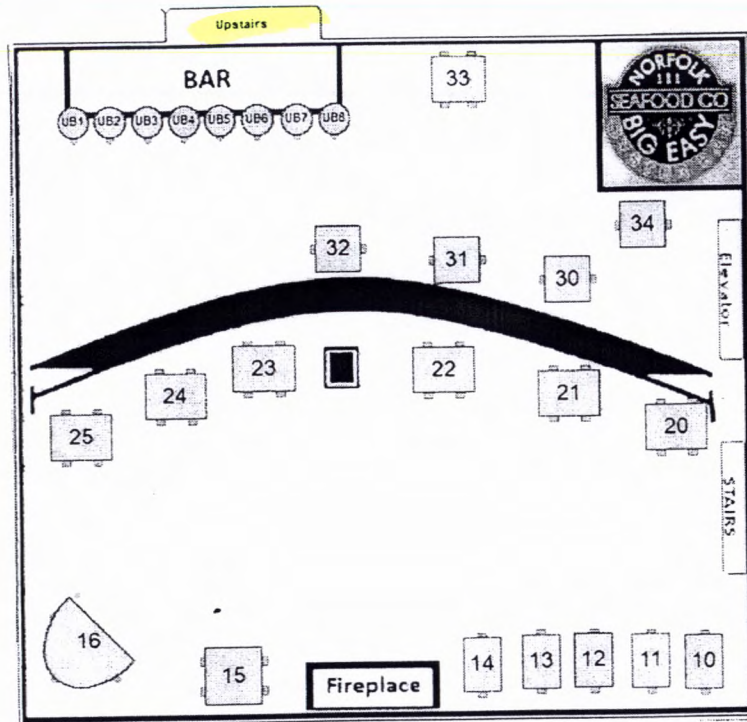 Upstairs
BAR
UB1 UB2 UB3 UB4 UB5 UB6 UB7 UB8
33
NORFOLK
SEAFOOD CO
BIG EASY
34
32
31
30
Elevator
23
22
24
21
25
20
STAIRS
16
15
Fireplace
14
13
12
11
10